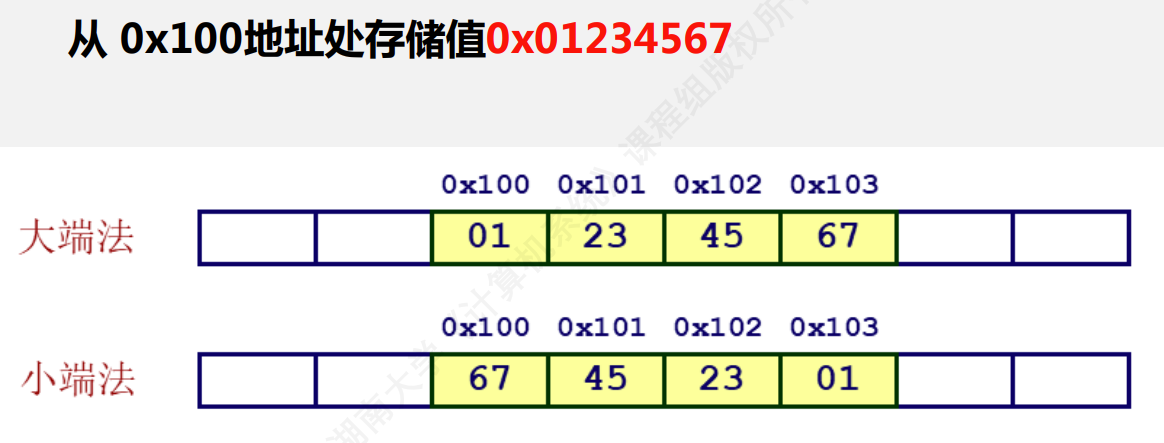 从 0x100地址处存储值0x01234567
0x100 0x101 0x102 0x103
大端法 01 23 45 67
0x100 0x101 0x102 0x103
小端法 67 45 23 01
湖南大学《计算机系统》课程组版权所有